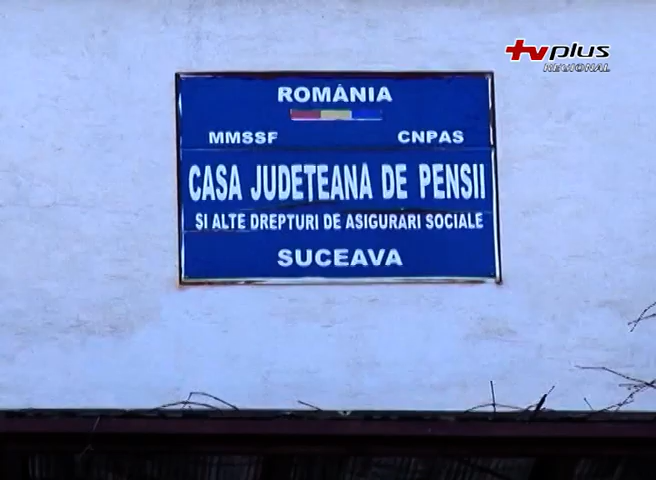 tvplus
REGIONAL
ROMÂNIA
MMSSF CNPAS
CASA JUDETEANA DE PENSII
SI ALTE DREPTURI DE ASIGURARI SOCIALE
SUCEAVA